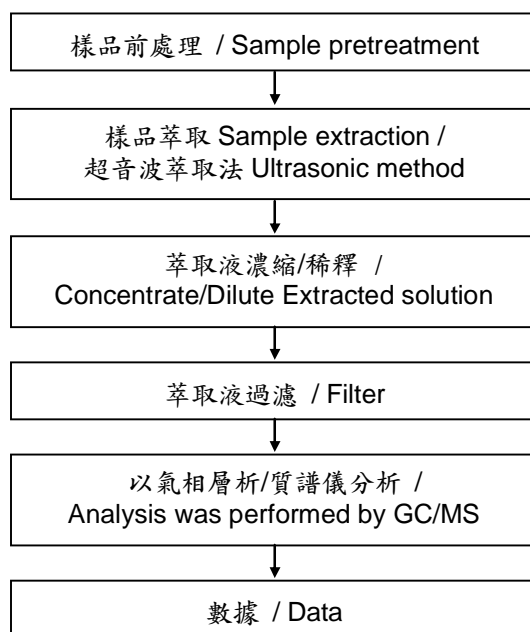 樣品前處理 / Sample pretreatment
樣品萃取 Sample extraction /
超音波萃取法 Ultrasonic method
萃取液濃縮/稀釋 /
Concentrate/Dilute Extracted solution
萃取液過濾 / Filter
以氣相層析/質譜儀分析 /
Analysis was performed by GC/MS
數據 / Data